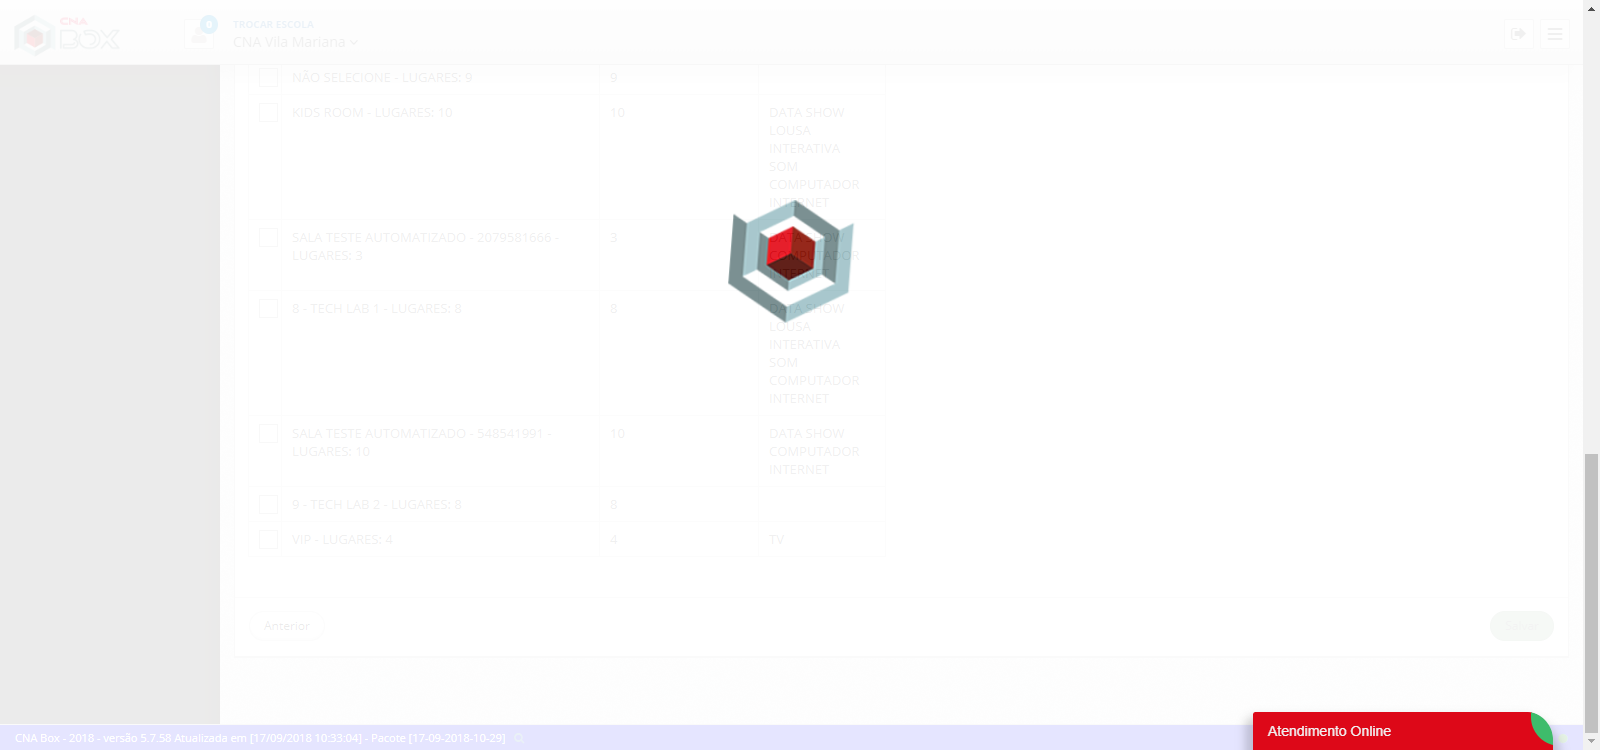 CNA
BOX
0
TROCAR ESCOLA
CNA Vila Mariana
NÃO SELECIONE - LUGARES: 9
9
KIDS ROOM - LUGARES: 10
10
DATA SHOW
LOUSA
INTERATIVA
SOM
COMPUTADOR
INTERNET
SALA TESTE AUTOMATIZADO - 2079581666 -
LUGARES: 3
3
DATA SHOW
COMPUTADOR
INTERNET
8 - TECH LAB 1 - LUGARES: 8
8
DATA SHOW
LOUSA
INTERATIVA
SOM
COMPUTADOR
INTERNET
SALA TESTE AUTOMATIZADO - 548541991 -
LUGARES: 10
10
DATA SHOW
COMPUTADOR
INTERNET
9 - TECH LAB 2 - LUGARES: 8
8
VIP - LUGARES: 4
4
TV
Anterior
CNA Box - 2018 - versão 5.7.58 Atualizada em [17/09/2018 10:33:04] - Pacote [17-09-2018-10-29]
Atendimento Online